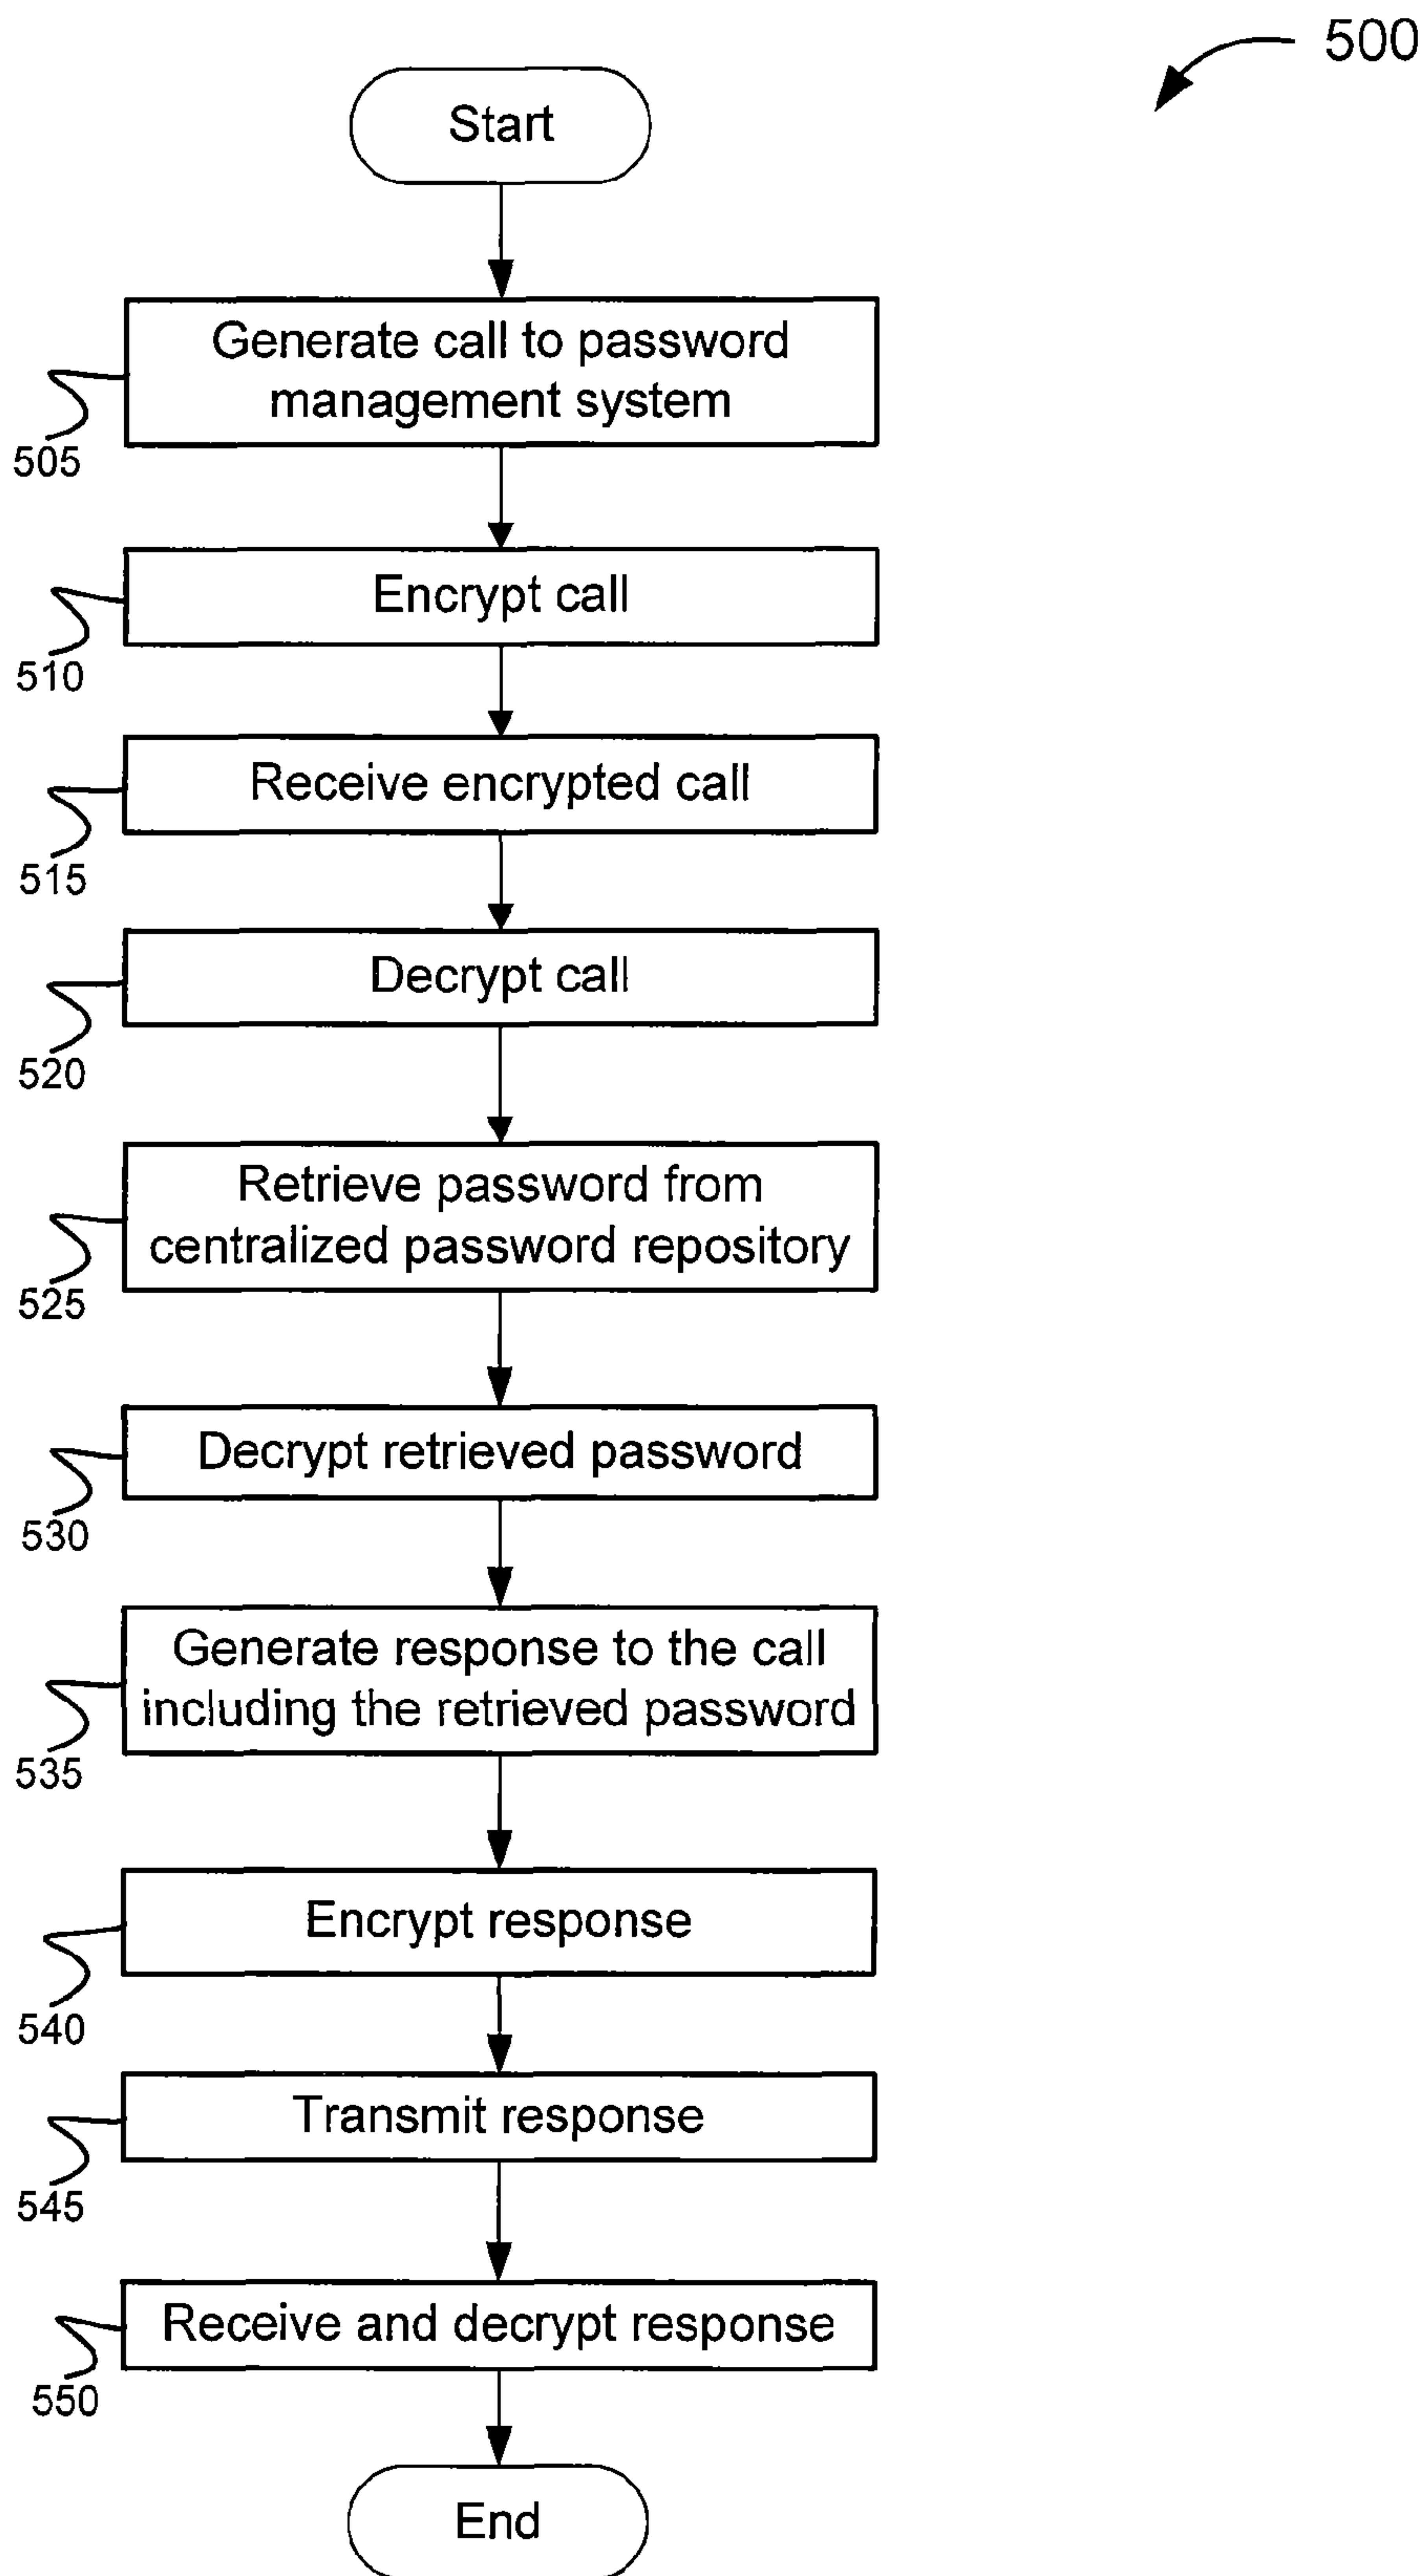 500
Start
Generate call to password
management system
505
Encrypt call
510
Receive encrypted call
515
Decrypt call
520
Retrieve password from
centralized password repository
525
Decrypt retrieved password
530
Generate response to the call
including the retrieved password
535
Encrypt response
540
Transmit response
545
Receive and decrypt response
550
End